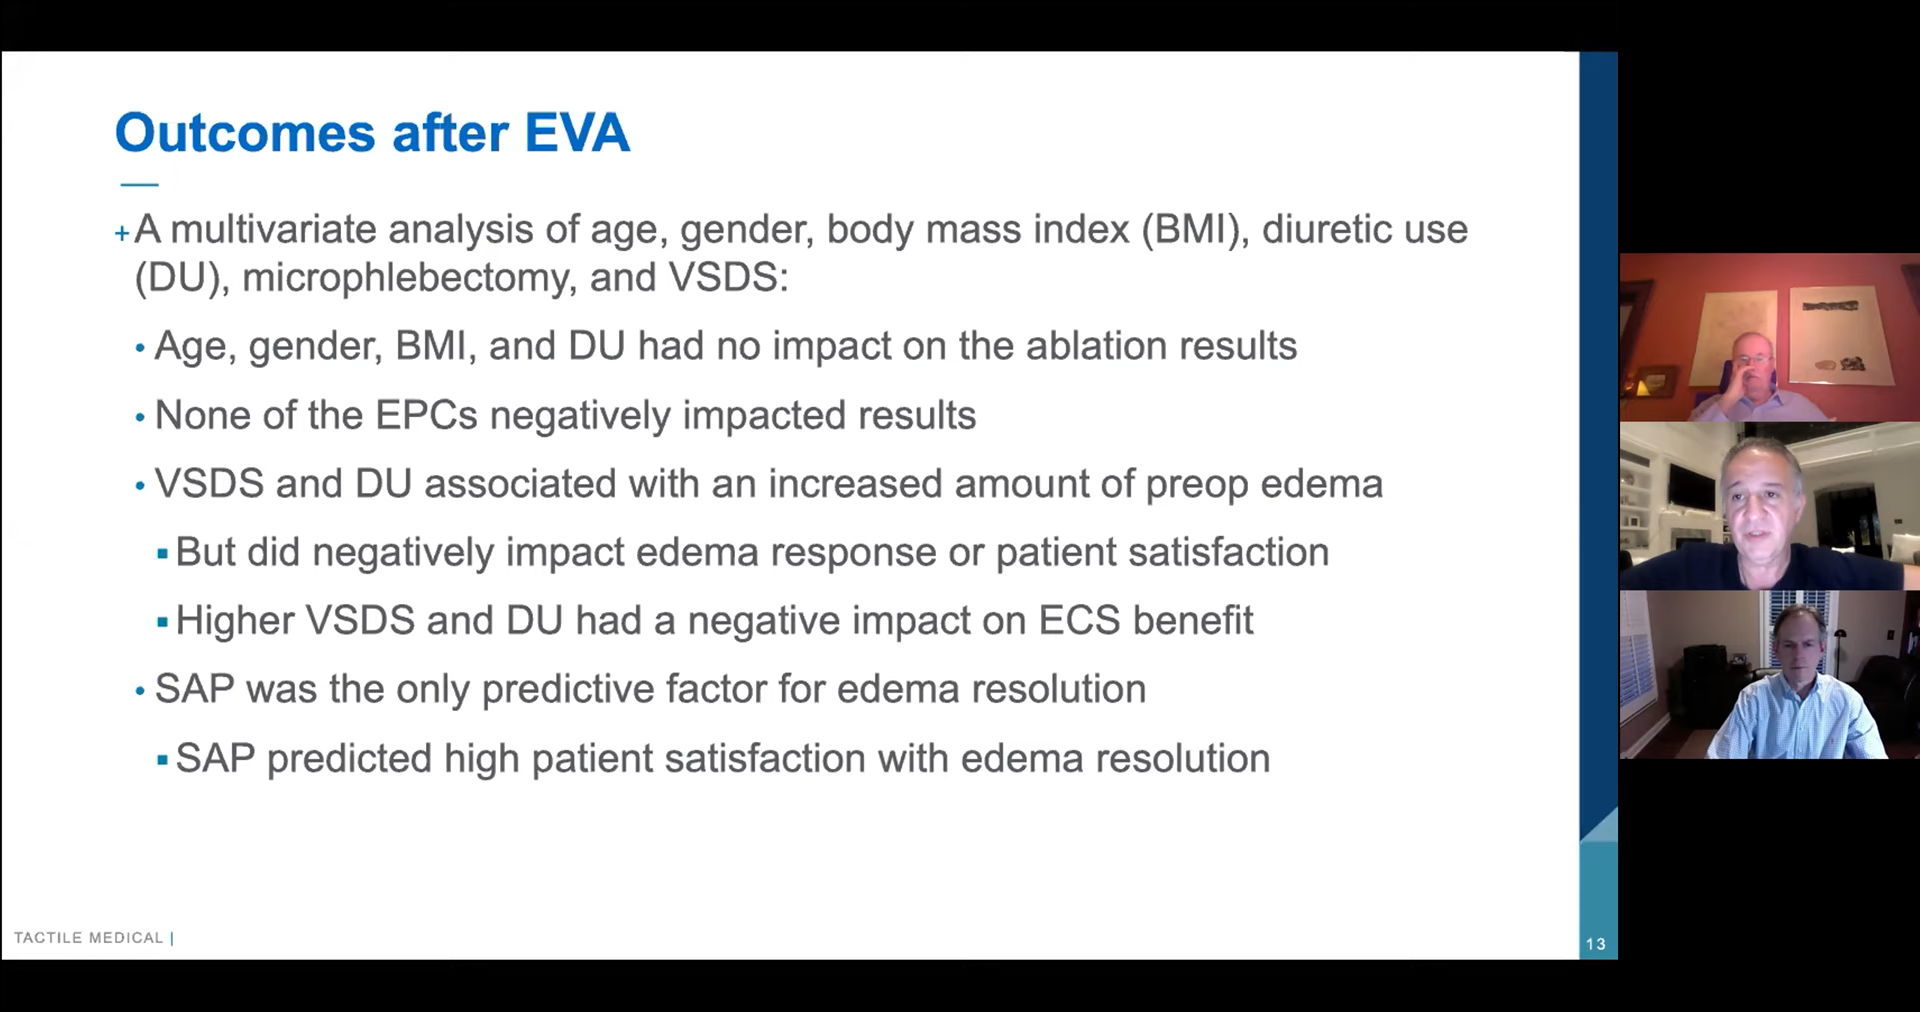 Outcomes after EVA
+ A multivariate analysis of age, gender, body mass index (BMI), diuretic use
(DU), microphlebectomy, and VSDS:
• Age, gender, BMI, and DU had no impact on the ablation results
• None of the EPCs negatively impacted results
• VSDS and DU associated with an increased amount of preop edema
▪ But did negatively impact edema response or patient satisfaction
▪ Higher VSDS and DU had a negative impact on ECS benefit
• SAP was the only predictive factor for edema resolution
▪ SAP predicted high patient satisfaction with edema resolution
TACTILE MEDICAL |
13